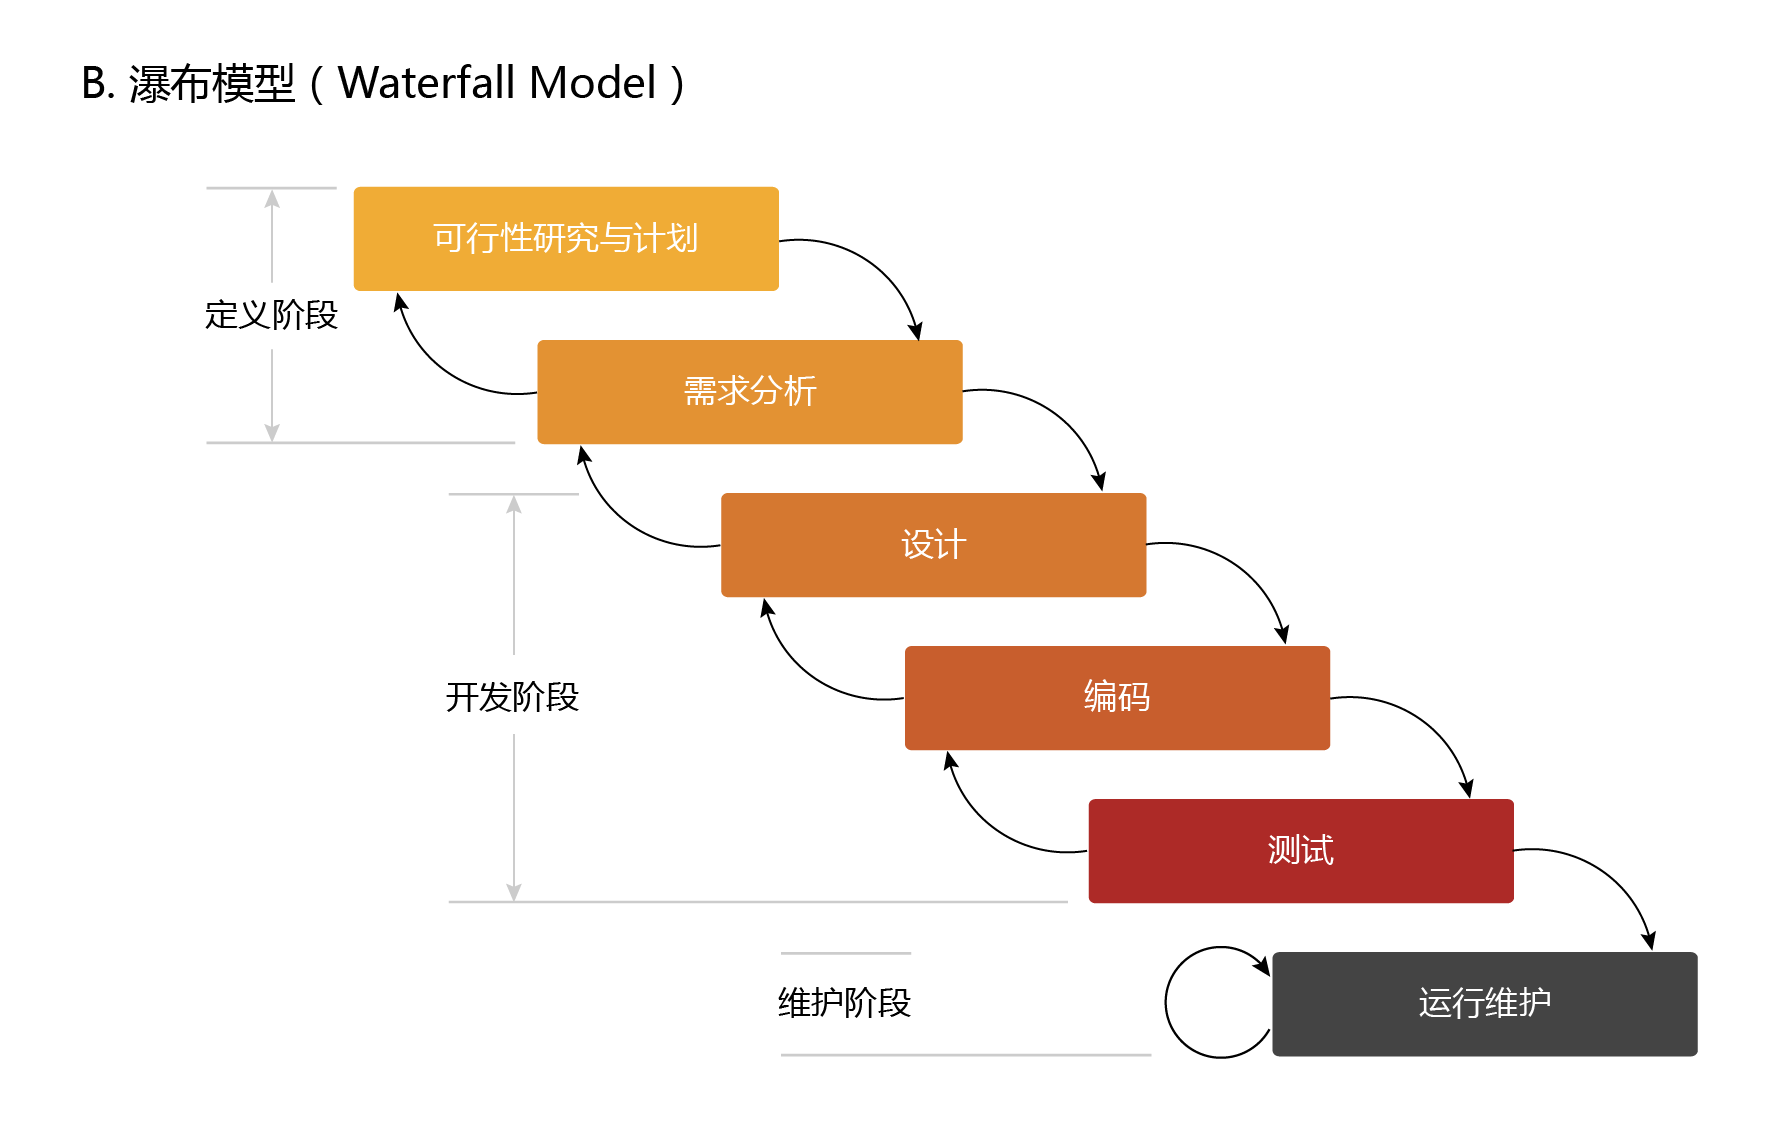 B. 瀑布模型（Waterfall Model）
可行性研究与计划
定义阶段
需求分析
设计
开发阶段
编码
测试
维护阶段
运行维护